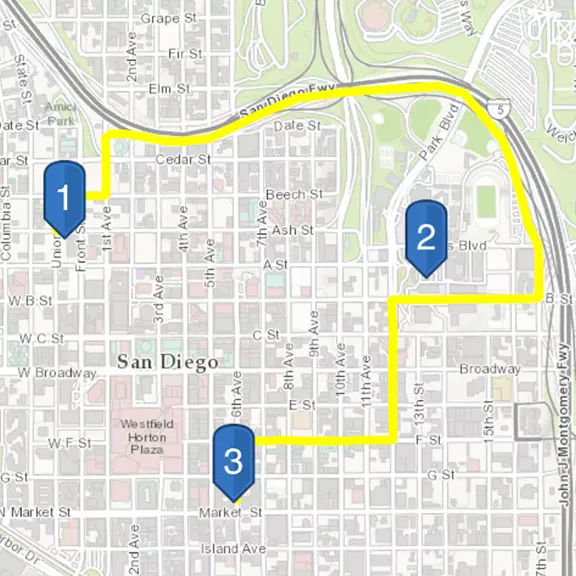 Grape St
Fir St
Elm St
2nd Ave
State St
Amici
Park
Date St
San Diego Fwy
Date St
5
Park Blvd
s Way
Cedar St
ar St
Beech St
1
Columbia St
Union
Front S
1st Ave
4th Ave
5th Ave
7th Ave
Ash St
2
s Blvd
A St
W B St
B St
3rd Ave
W C St
C St
9th Ave
San Diego
W Broadway
Broadway
6th Ave
8th Ave
10th Ave
11th Ave
13th St
15th St
E St
Westfield
Horton
Plaza
W F St
F St
3
G St
G St
N Market St
Market St
Island Ave
2nd Ave
rbor Dr
17th St
John J Montgomery Fwy